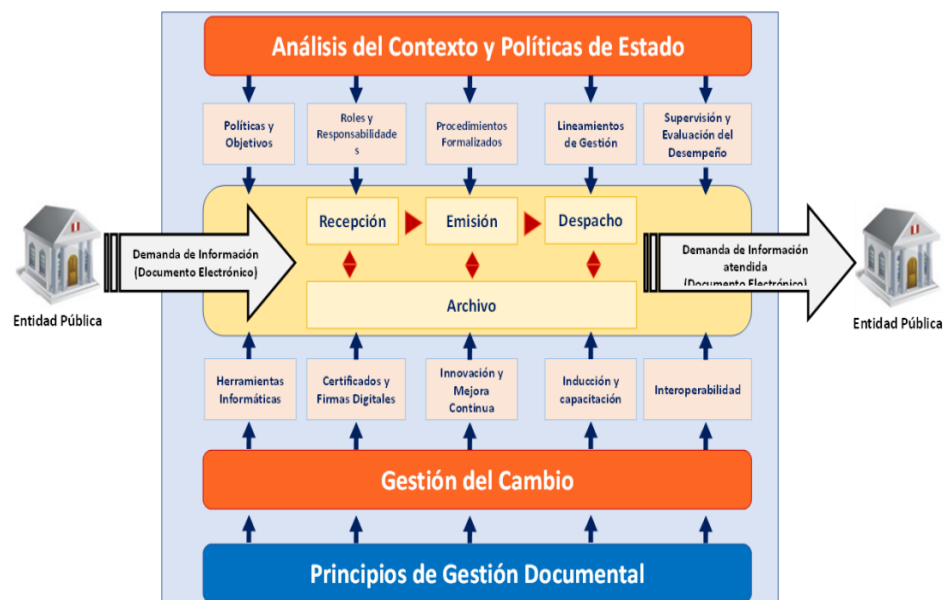 Análisis del Contexto y Políticas de Estado
Políticas y
Objetivos
Roles y
Responsabilidade
s
Procedimientos
Formalizados
Lineamientos
de Gestión
Supervisión y
Evaluación del
Desempeño
Demanda de Información
(Documento Electrónico)
Entidad Pública
Recepción
Emisión
Despacho
Archivo
Demanda de Información
atendida
(Documento Electrónico)
Entidad Pública
Herramientas
Informáticas
Certificados y
Firmas Digitales
Innovación y
Mejora
Continua
Inducción y
capacitación
Interoperabilidad
Gestión del Cambio
Principios de Gestión Documental